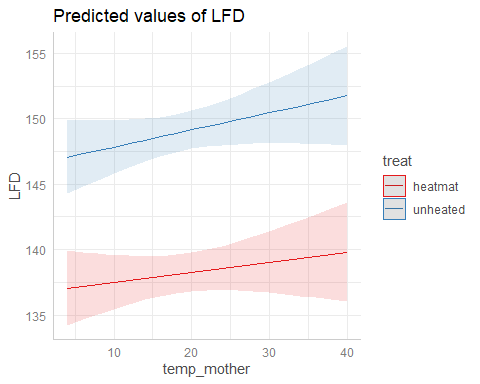 Predicted values of LFD
155
150
145
140
135
LFD
10 20 30 40
temp_mother
treat
heatmat
unheated